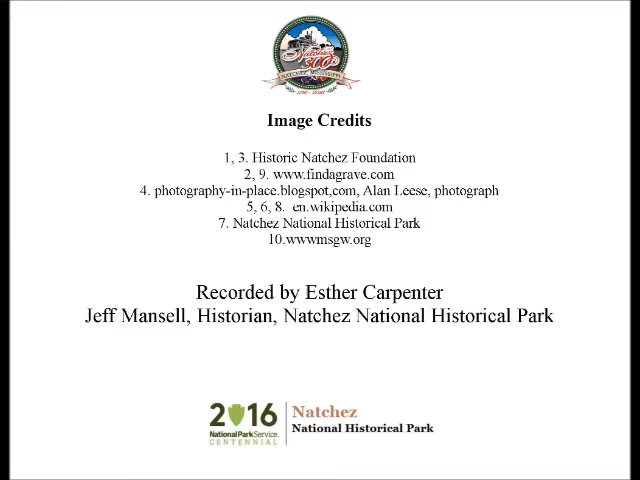 Natchez
300
NATCHEZ, MISSISSIPPI
1716 - 2016
Image Credits
1, 3. Historic Natchez Foundation
2, 9. www.findagrave.com
4. photography-in-place.blogspot,com, Alan Leese, photograph
5, 6, 8.  en.wikipedia.com
7. Natchez National Historical Park
10.wwwmsgw.org
Recorded by Esther Carpenter
Jeff Mansell, Historian, Natchez National Historical Park
2016
National Park Service
CENTENNIAL
Natchez
National Historical Park